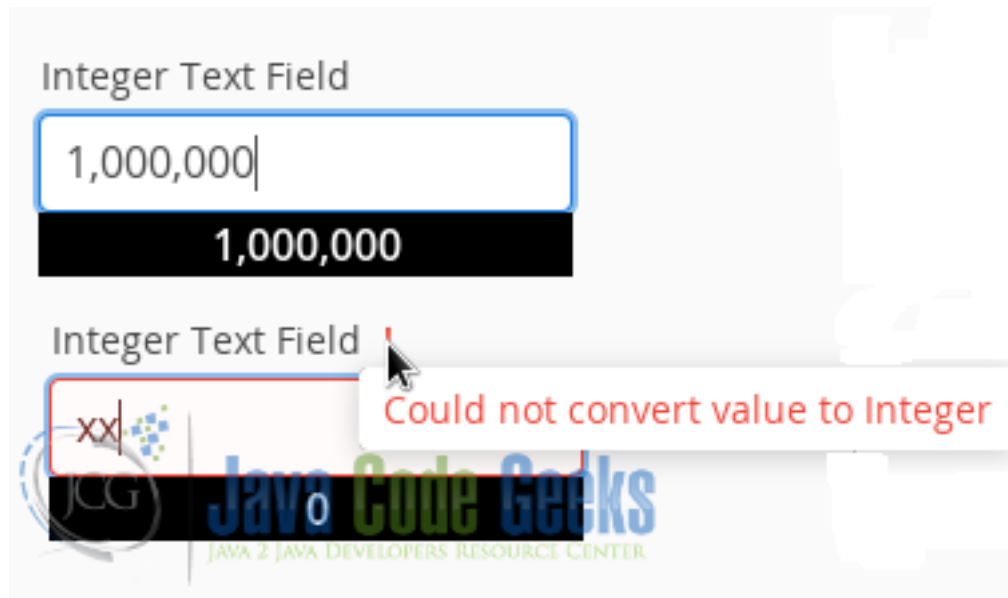 Integer Text Field
1,000,000
1,000,000
Integer Text Field !
Could not convert value to Integer
xx
JCG
Java Code Geeks
0
JAVA 2 JAVA DEVELOPERS RESOURCE CENTER